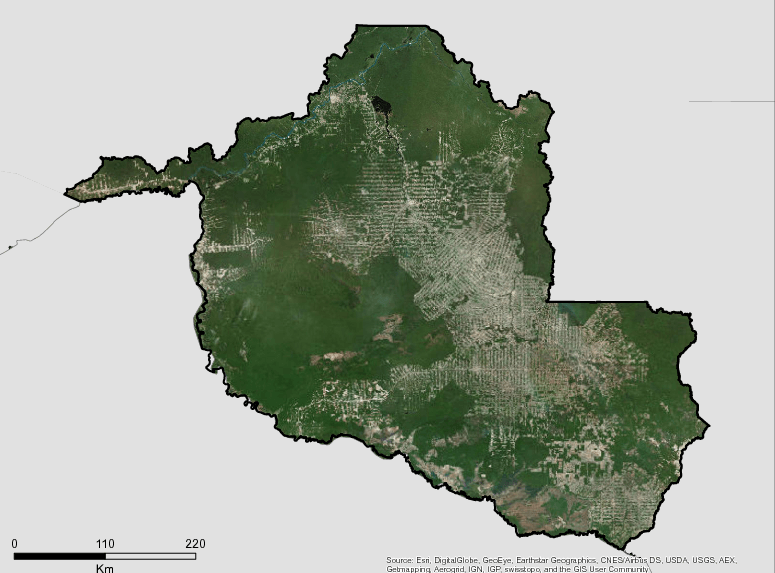 0 110 220
Km
Source: Esri, DigitalGlobe, GeoEye, Earthstar Geographics, CNES/Airbus DS, USDA, USGS, AEX,
Getmapping, Aerogrid, IGN, IGP, swisstopo, and the GIS User Community